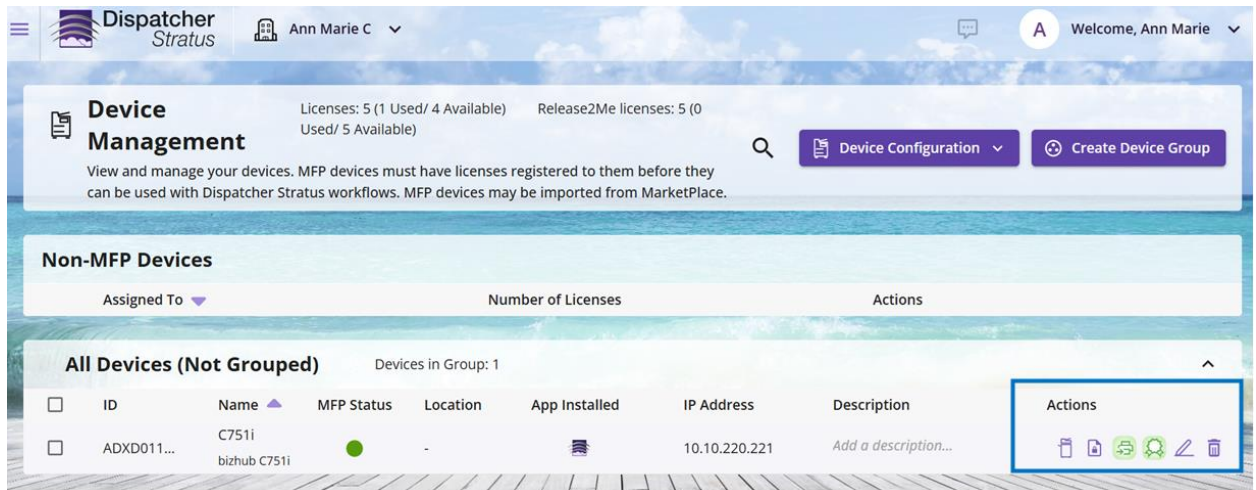 Dispatcher
Stratus
Ann Marie C
A
Welcome, Ann Marie
Device
Management
Licenses: 5 (1 Used/ 4 Available)
Release2Me licenses: 5 (0
Used/ 5 Available)
Device Configuration
Create Device Group
View and manage your devices. MFP devices must have licenses registered to them before they
can be used with Dispatcher Stratus workflows. MFP devices may be imported from MarketPlace.
Non-MFP Devices
Assigned To
Number of Licenses
Actions
All Devices (Not Grouped)
Devices in Group: 1
ID
Name
MFP Status
Location
App Installed
IP Address
Description
Actions
ADXD011...
C751i
bizhub C751i
-
10.10.220.221
Add a description...